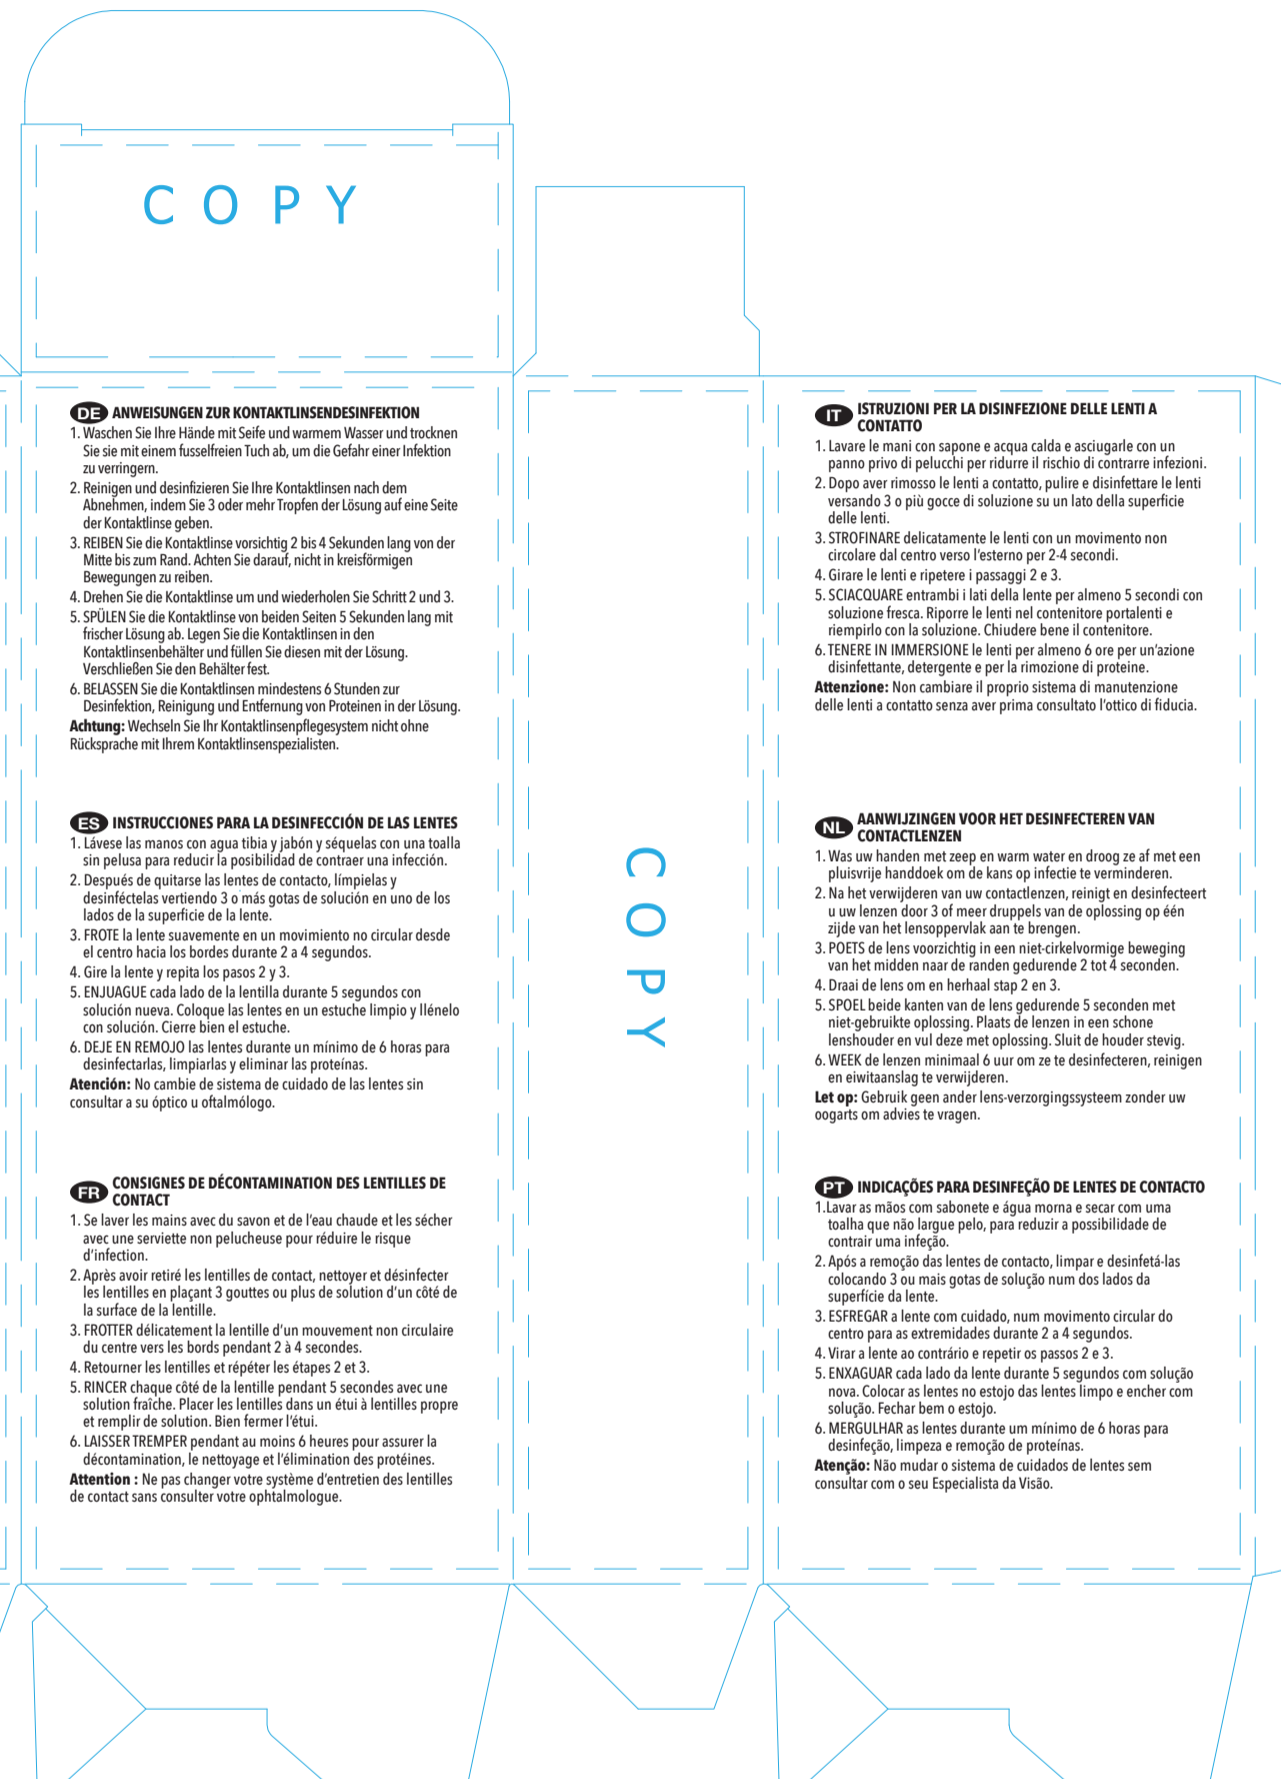 COPY
DE ANWEISUNGEN ZUR KONTAKTLINSENDESINFEKTION
1. Waschen Sie Ihre Hände mit Seife und warmem Wasser und trocknen
Sie sie mit einem fusselfreien Tuch ab, um die Gefahr einer Infektion
zu verringern.
2. Reinigen und desinfizieren Sie Ihre Kontaktlinsen nach dem
Abnehmen, indem Sie 3 oder mehr Tropfen der Lösung auf eine Seite
der Kontaktlinse geben.
3. REIBEN Sie die Kontaktlinse vorsichtig 2 bis 4 Sekunden lang von der
Mitte bis zum Rand. Achten Sie darauf, nicht in kreisförmigen
Bewegungen zu reiben.
4. Drehen Sie die Kontaktlinse um und wiederholen Sie Schritt 2 und 3.
5. SPÜLEN Sie die Kontaktlinse von beiden Seiten 5 Sekunden lang mit
frischer Lösung ab. Legen Sie die Kontaktlinsen in den
Kontaktlinsenbehälter und füllen Sie diesen mit der Lösung.
Verschließen Sie den Behälter fest.
6. BELASSEN Sie die Kontaktlinsen mindestens 6 Stunden zur
Desinfektion, Reinigung und Entfernung von Proteinen in der Lösung.
Achtung: Wechseln Sie Ihr Kontaktlinsenpflegesystem nicht ohne
Rücksprache mit Ihrem Kontaktlinsenspezialisten.
ES INSTRUCCIONES PARA LA DESINFECCIÓN DE LAS LENTES
1. Lávese las manos con agua tibia y jabón y séquelas con una toalla
sin pelusa para reducir la posibilidad de contraer una infección.
2. Después de quitarse las lentes de contacto, límpielas y
desinféctelas vertiendo 3 o más gotas de solución en uno de los
lados de la superficie de la lente.
3. FROTE la lente suavemente en un movimiento no circular desde
el centro hacia los bordes durante 2 a 4 segundos.
4. Gire la lente y repita los pasos 2 y 3.
5. ENJUAGUE cada lado de la lentilla durante 5 segundos con
solución nueva. Coloque las lentes en un estuche limpio y llénelo
con solución. Cierre bien el estuche.
6. DEJE EN REMOJO las lentes durante un mínimo de 6 horas para
desinfectarlas, limpiarlas y eliminar las proteínas.
Atención: No cambie de sistema de cuidado de las lentes sin
consultar a su óptico u oftalmólogo.
FR CONSIGNES DE DÉCONTAMINATION DES LENTILLES DE
CONTACT
1. Se laver les mains avec du savon et de l'eau chaude et les sécher
avec une serviette non pelucheuse pour réduire le risque
d'infection.
2. Après avoir retiré les lentilles de contact, nettoyer et désinfecter
les lentilles en plaçant 3 gouttes ou plus de solution d'un côté de
la surface de la lentille.
3. FROTTER délicatement la lentille d'un mouvement non circulaire
du centre vers les bords pendant 2 à 4 secondes.
4. Retourner les lentilles et répéter les étapes 2 et 3.
5. RINCER chaque côté de la lentille pendant 5 secondes avec une
solution fraîche. Placer les lentilles dans un étui à lentilles propre
et remplir de solution. Bien fermer l'étui.
6. LAISSER TREMPER pendant au moins 6 heures pour assurer la
décontamination, le nettoyage et l'élimination des protéines.
Attention : Ne pas changer votre système d'entretien des lentilles
de contact sans consulter votre ophtalmologue.
COPY
IT ISTRUZIONI PER LA DISINFEZIONE DELLE LENTI A
CONTATTO
1. Lavare le mani con sapone e acqua calda e asciugarle con un
panno privo di pelucchi per ridurre il rischio di contrarre infezioni.
2. Dopo aver rimosso le lenti a contatto, pulire e disinfettare le lenti
versando 3 o più gocce di soluzione su un lato della superficie
delle lenti.
3. STROFINARE delicatamente le lenti con un movimento non
circolare dal centro verso l'esterno per 2-4 secondi.
4. Girare le lenti e ripetere i passaggi 2 e 3.
5. SCIACQUARE entrambi i lati della lente per almeno 5 secondi con
soluzione fresca. Riporre le lenti nel contenitore portalenti e
riempirlo con la soluzione. Chiudere bene il contenitore.
6. TENERE IN IMMERSIONE le lenti per almeno 6 ore per un'azione
disinfettante, detergente e per la rimozione di proteine.
Attenzione: Non cambiare il proprio sistema di manutenzione
delle lenti a contatto senza aver prima consultato l'ottico di fiducia.
NL AANWIJZINGEN VOOR HET DESINFECTEREN VAN
CONTACTLENZEN
1. Was uw handen met zeep en warm water en droog ze af met een
pluisvrije handdoek om de kans op infectie te verminderen.
2. Na het verwijderen van uw contactlenzen, reinigt en desinfecteert
u uw lenzen door 3 of meer druppels van de oplossing op één
zijde van het lensoppervlak aan te brengen.
3. POETS de lens voorzichtig in een niet-cirkelvormige beweging
van het midden naar de randen gedurende 2 tot 4 seconden.
4. Draai de lens om en herhaal stap 2 en 3.
5. SPOEL beide kanten van de lens gedurende 5 seconden met
niet-gebruikte oplossing. Plaats de lenzen in een schone
lenshouder en vul deze met oplossing. Sluit de houder stevig.
6. WEEK de lenzen minimaal 6 uur om ze te desinfecteren, reinigen
en eiwitaanslag te verwijderen.
Let op: Gebruik geen ander lens-verzorgingssysteem zonder uw
oogarts om advies te vragen.
PT INDICAÇÕES PARA DESINFEÇÃO DE LENTES DE CONTACTO
1.Lavar as mãos com sabonete e água morna e secar com uma
toalha que não largue pelo, para reduzir a possibilidade de
contrair uma infeção.
2. Após a remoção das lentes de contacto, limpar e desinfetá-las
colocando 3 ou mais gotas de solução num dos lados da
superfície da lente.
3. ESFREGAR a lente com cuidado, num movimento circular do
centro para as extremidades durante 2 a 4 segundos.
4. Virar a lente ao contrário e repetir os passos 2 e 3.
5. ENXAGUAR cada lado da lente durante 5 segundos com solução
nova. Colocar as lentes no estojo das lentes limpo e encher com
solução. Fechar bem o estojo.
6. MERGULHAR as lentes durante um mínimo de 6 horas para
desinfeção, limpeza e remoção de proteínas.
Atenção: Não mudar o sistema de cuidados de lentes sem
consultar com o seu Especialista da Visão.